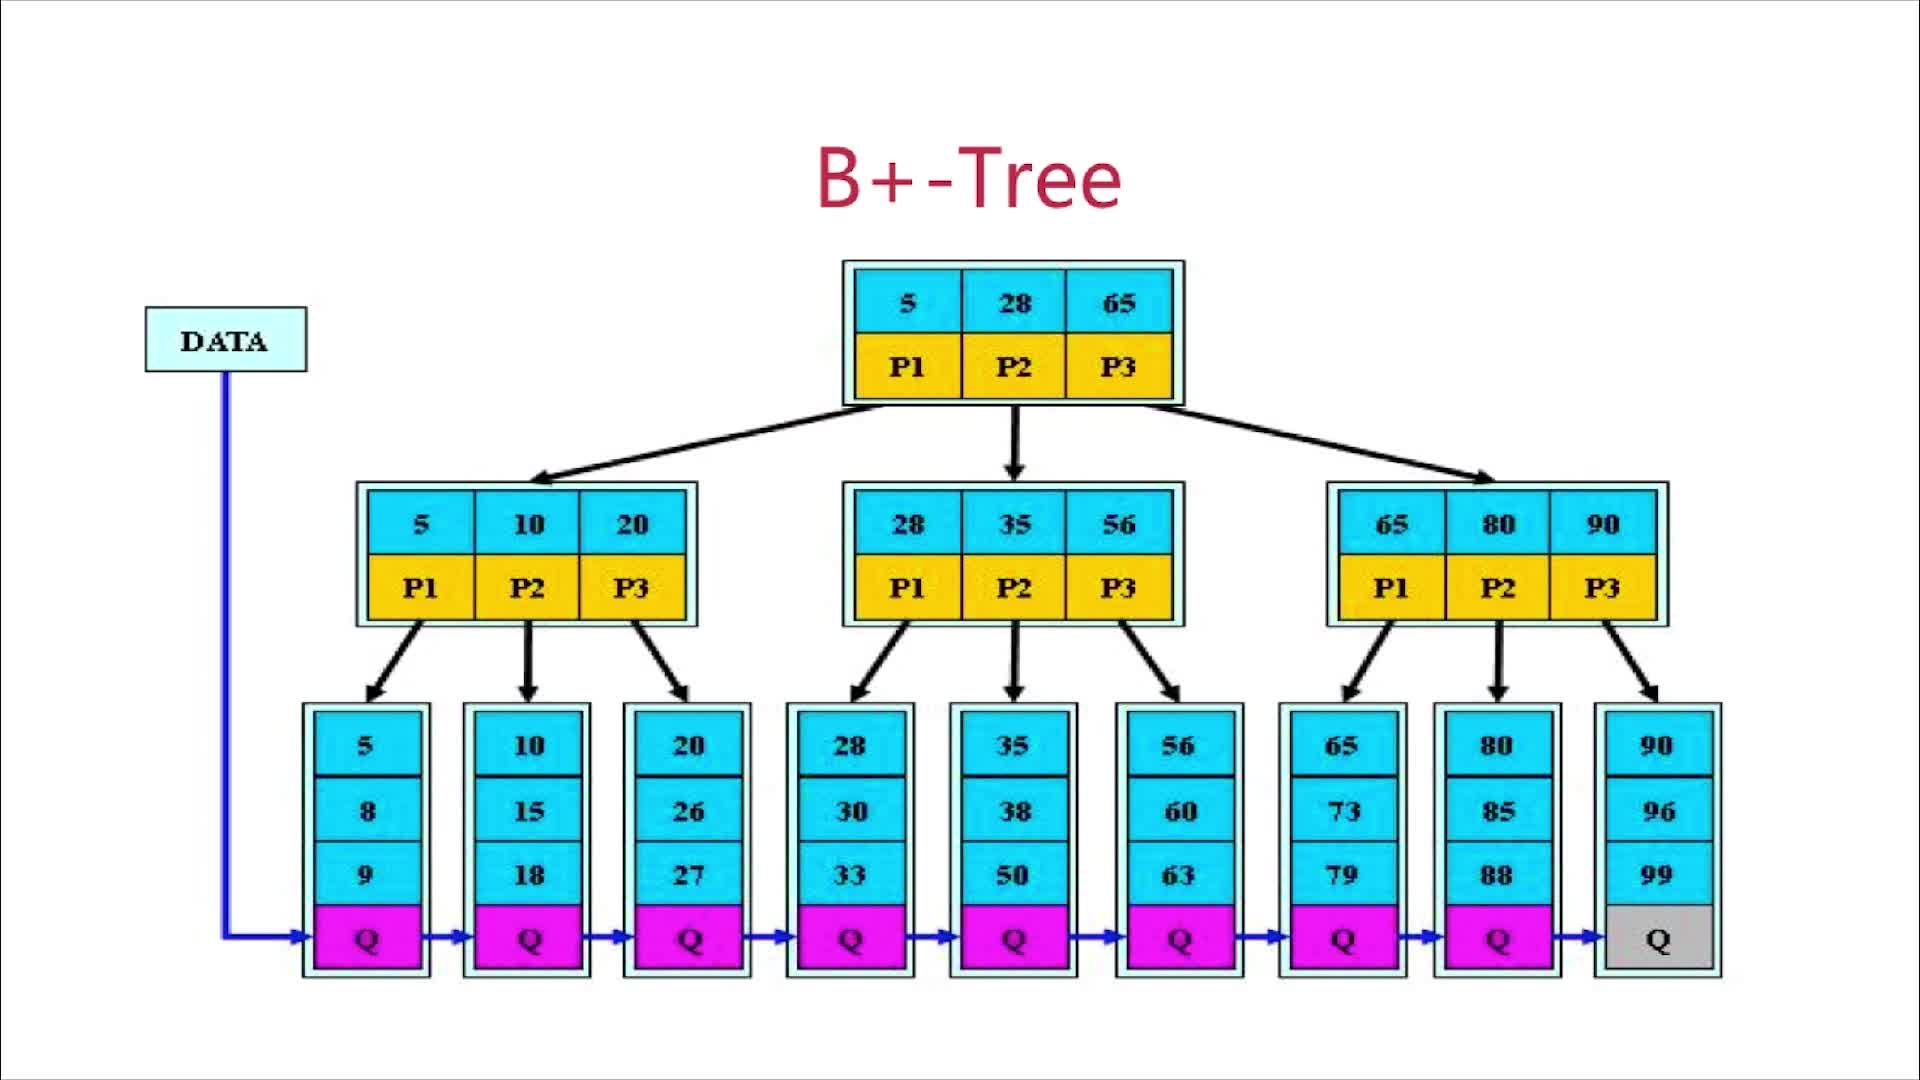 B+-Tree
DATA
5 28 65
P1 P2 P3
5 10 20
P1 P2 P3
28 35 56
P1 P2 P3
65 80 90
P1 P2 P3
5 10 20 28 35 56 65 80 90
8 15 26 30 38 60 73 85 96
9 18 27 33 50 63 79 88 99
Q Q Q Q Q Q Q Q Q